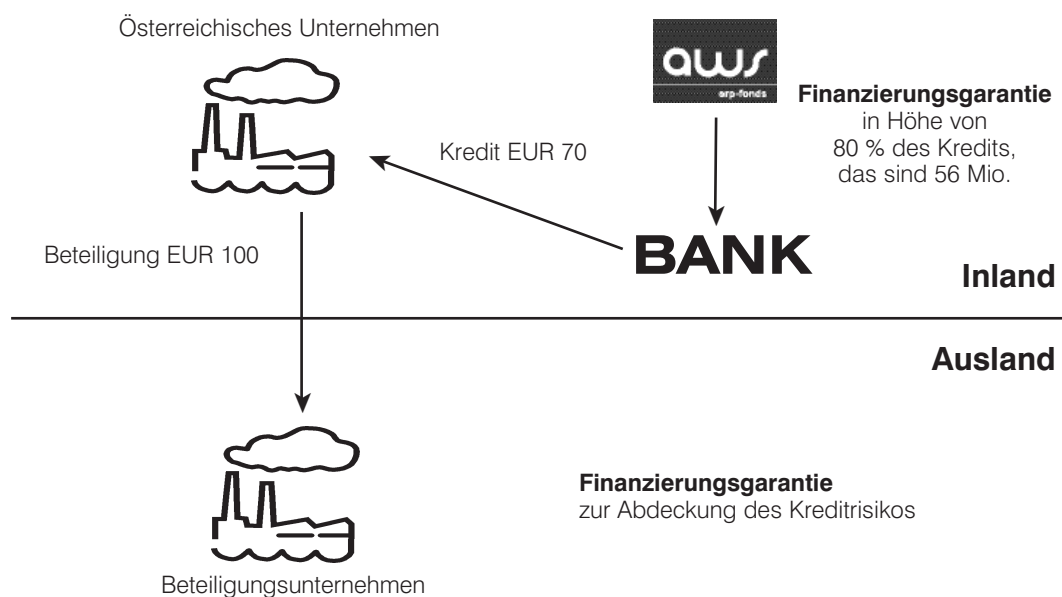 Österreichisches Unternehmen
aws
erp-fonds
Finanzierungsgarantie
in Höhe von
80 % des Kredits,
das sind 56 Mio.
Kredit EUR 70
Beteiligung EUR 100
BANK
Inland
Ausland
Finanzierungsgarantie
zur Abdeckung des Kreditrisikos
Beteiligungsunternehmen